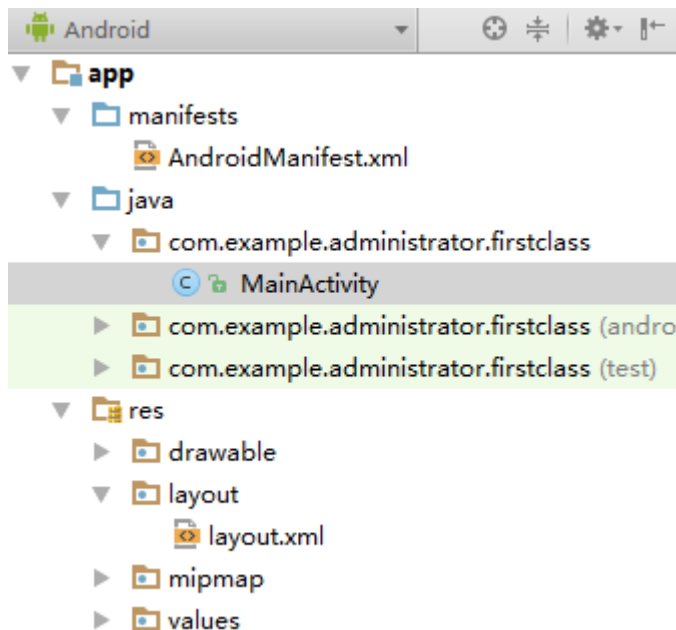 Android
app
manifests
AndroidManifest.xml
java
com.example.administrator.firstclass
MainActivity
com.example.administrator.firstclass (andro
com.example.administrator.firstclass (test)
res
drawable
layout
layout.xml
mipmap
values